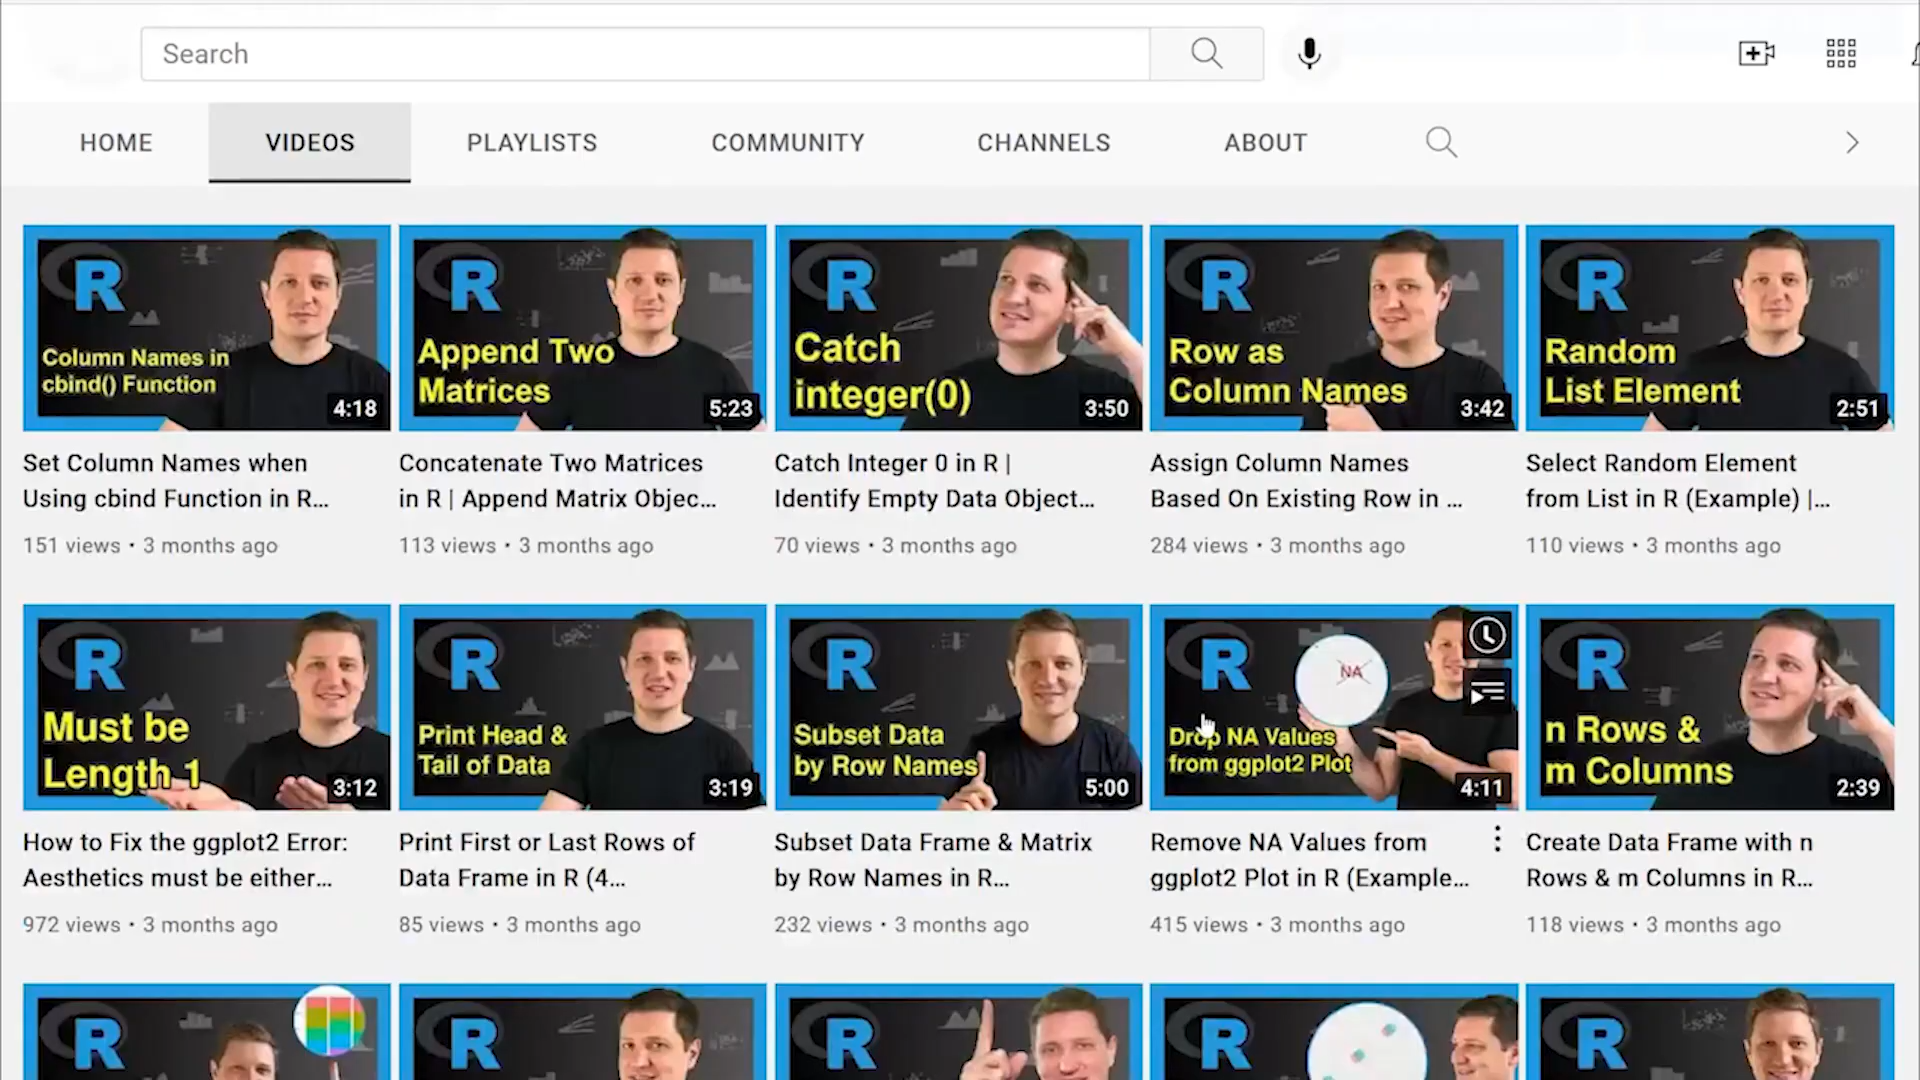 Search
HOME
VIDEOS
PLAYLISTS
COMMUNITY
CHANNELS
ABOUT
R
Column Names in
cbind() Function
4:18
R
Append Two
Matrices
5:23
R
Catch
integer(0)
3:50
R
Row as
Column Names
3:42
R
Random
List Element
2:51
Set Column Names when
Using cbind Function in R...
151 views • 3 months ago
Concatenate Two Matrices
in R | Append Matrix Objec...
113 views • 3 months ago
Catch Integer 0 in R |
Identify Empty Data Object...
70 views • 3 months ago
Assign Column Names
Based On Existing Row in ...
284 views • 3 months ago
Select Random Element
from List in R (Example) |...
110 views • 3 months ago
R
Must be
Length 1
3:12
R
Print Head &
Tail of Data
3:19
R
Subset Data
by Row Names
5:00
R
NA
Drop NA Values
from ggplot2 Plot
4:11
R
n Rows &
m Columns
2:39
How to Fix the ggplot2 Error:
Aesthetics must be either...
972 views • 3 months ago
Print First or Last Rows of
Data Frame in R (4...
85 views • 3 months ago
Subset Data Frame & Matrix
by Row Names in R...
232 views • 3 months ago
Remove NA Values from
ggplot2 Plot in R (Example...
415 views • 3 months ago
Create Data Frame with n
Rows & m Columns in R...
118 views • 3 months ago
R
R
R
R
R